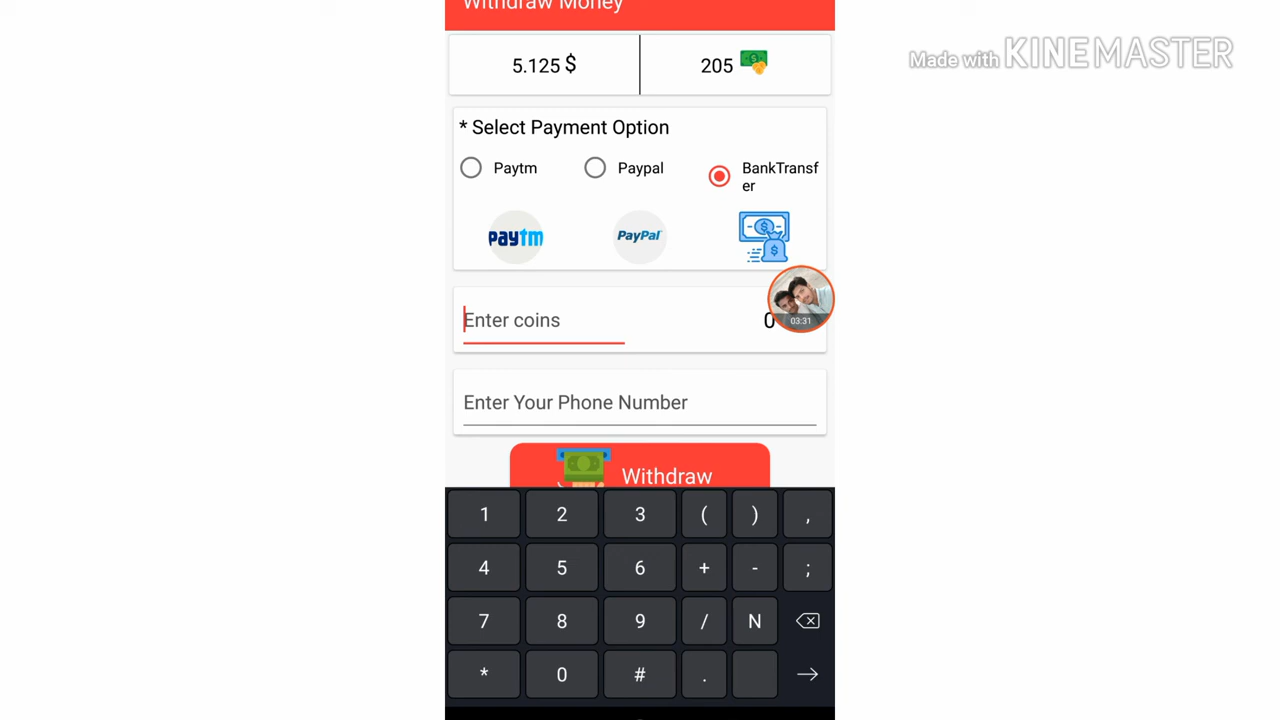 Withdraw Money
Made with KINEMASTER
5.125 $
205
* Select Payment Option
Paytm
Paypal
BankTransf
er
paytm
PayPal
Enter coins
0
03:31
Enter Your Phone Number
Withdraw
1 2 3 ( ) ,
4 5 6 + - ;
7 8 9 / N
* 0 # .